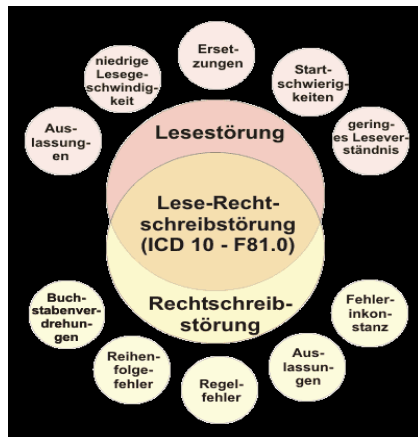 Erset-
zungen
niedrige
Lesege-
schwindig-
keit
Start-
schwierig-
keiten
Aus-
lassung-
en
gering-
es Lesever-
ständnis
Lesestörung
Lese-Recht-
schreibstörung
(ICD 10 - F81.0)
Rechtschreib-
störung
Buch-
stabenver-
drehun-
gen
Fehler-
inkon-
stanz
Reihen-
folge-
fehler
Aus-
lassun-
gen
Regel-
fehler